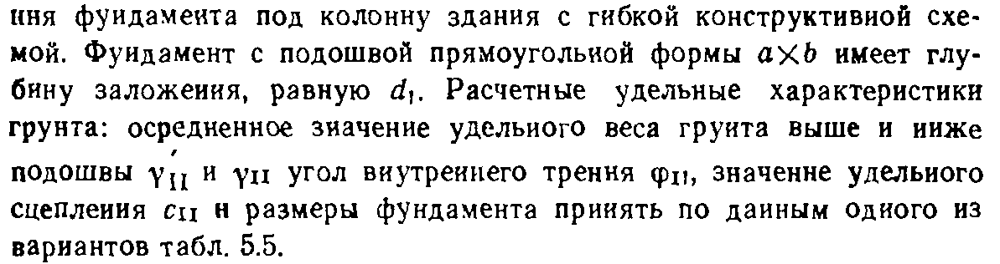 ния фундамента под колонну здания с гибкой конструктивной схе-
мой. Фундамент с подошвой прямоугольной формы a×b имеет глу-
бину заложения, равную d₁. Расчетные удельные характеристики
грунта: осредненное значение удельного веса грунта выше и ниже
подошвы γ′II и γII угол внутреннего трения φII, значение удельного
сцепления cII и размеры фундамента принять по данным одного из
вариантов табл. 5.5.